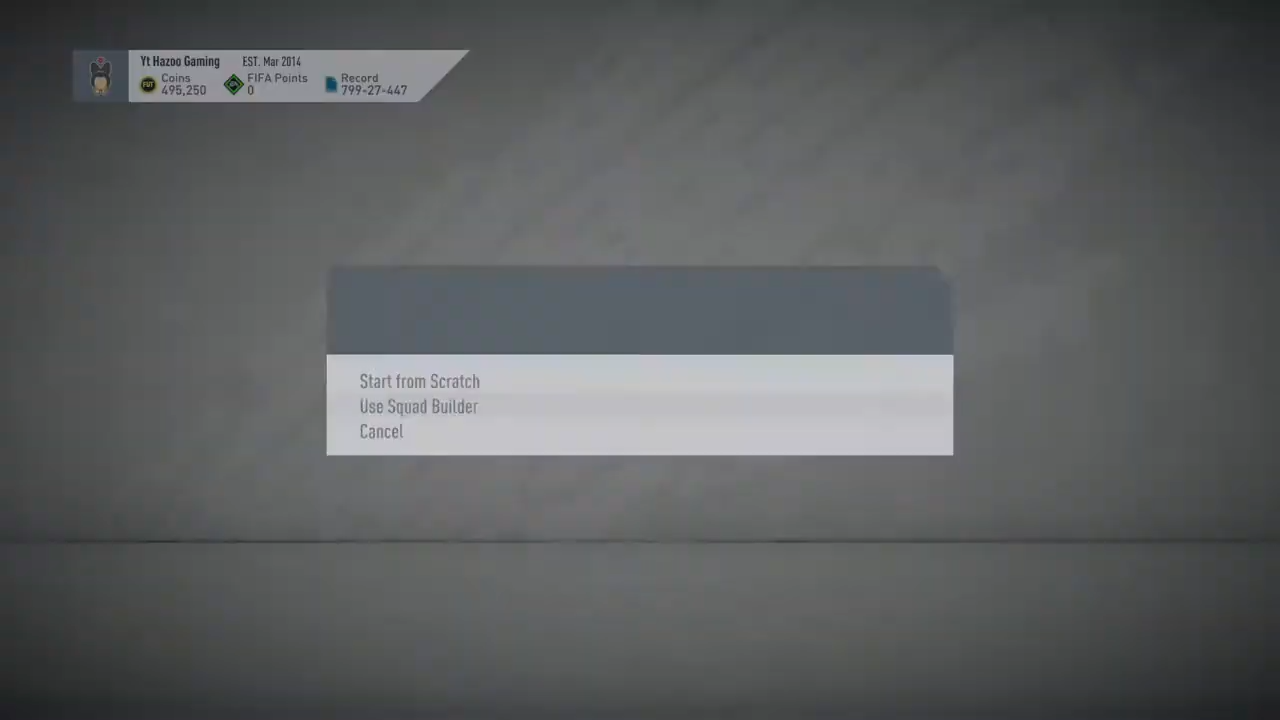 Yt Hazoo Gaming EST. Mar 2014
Coins FIFA Points Record
495,250 0 799-27-447
Start from Scratch
Use Squad Builder
Cancel